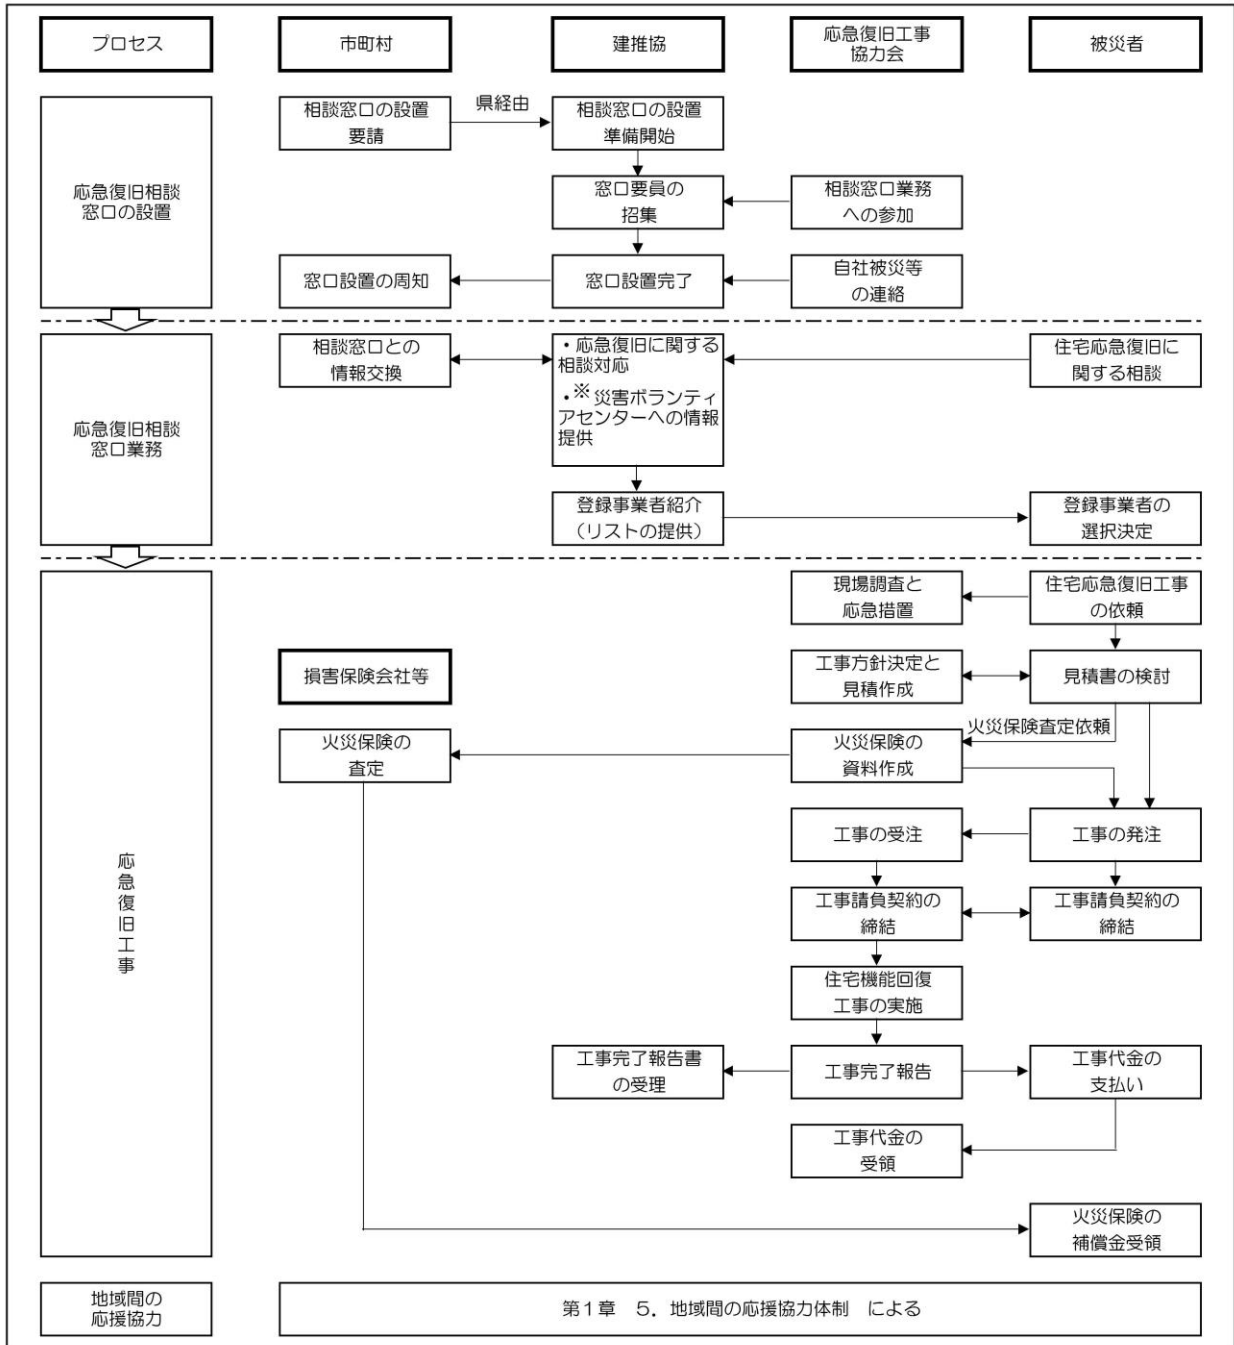 プロセス
市町村
建推協
応急復旧工事
協力会
被災者
応急復旧相談
窓口の設置
相談窓口の設置
要請
県経由
相談窓口の設置
準備開始
窓口要員の
招集
相談窓口業務
への参加
窓口設置の周知
窓口設置完了
自社被災等
の連絡
応急復旧相談
窓口業務
相談窓口との
情報交換
・応急復旧に関する
相談対応
・※災害ボランティ
アセンターへの情報
提供
住宅応急復旧に
関する相談
登録事業者紹介
（リストの提供）
登録事業者の
選択決定
応急復旧工事
現場調査と
応急措置
住宅応急復旧工事
の依頼
損害保険会社等
工事方針決定と
見積作成
見積書の検討
火災保険査定依頼
火災保険の
査定
火災保険の
資料作成
工事の受注
工事の発注
工事請負契約の
締結
工事請負契約の
締結
住宅機能回復
工事の実施
工事完了報告書
の受理
工事完了報告
工事代金の
支払い
工事代金の
受領
火災保険の
補償金受領
地域間の
応援協力
第１章　５．地域間の応援協力体制　による